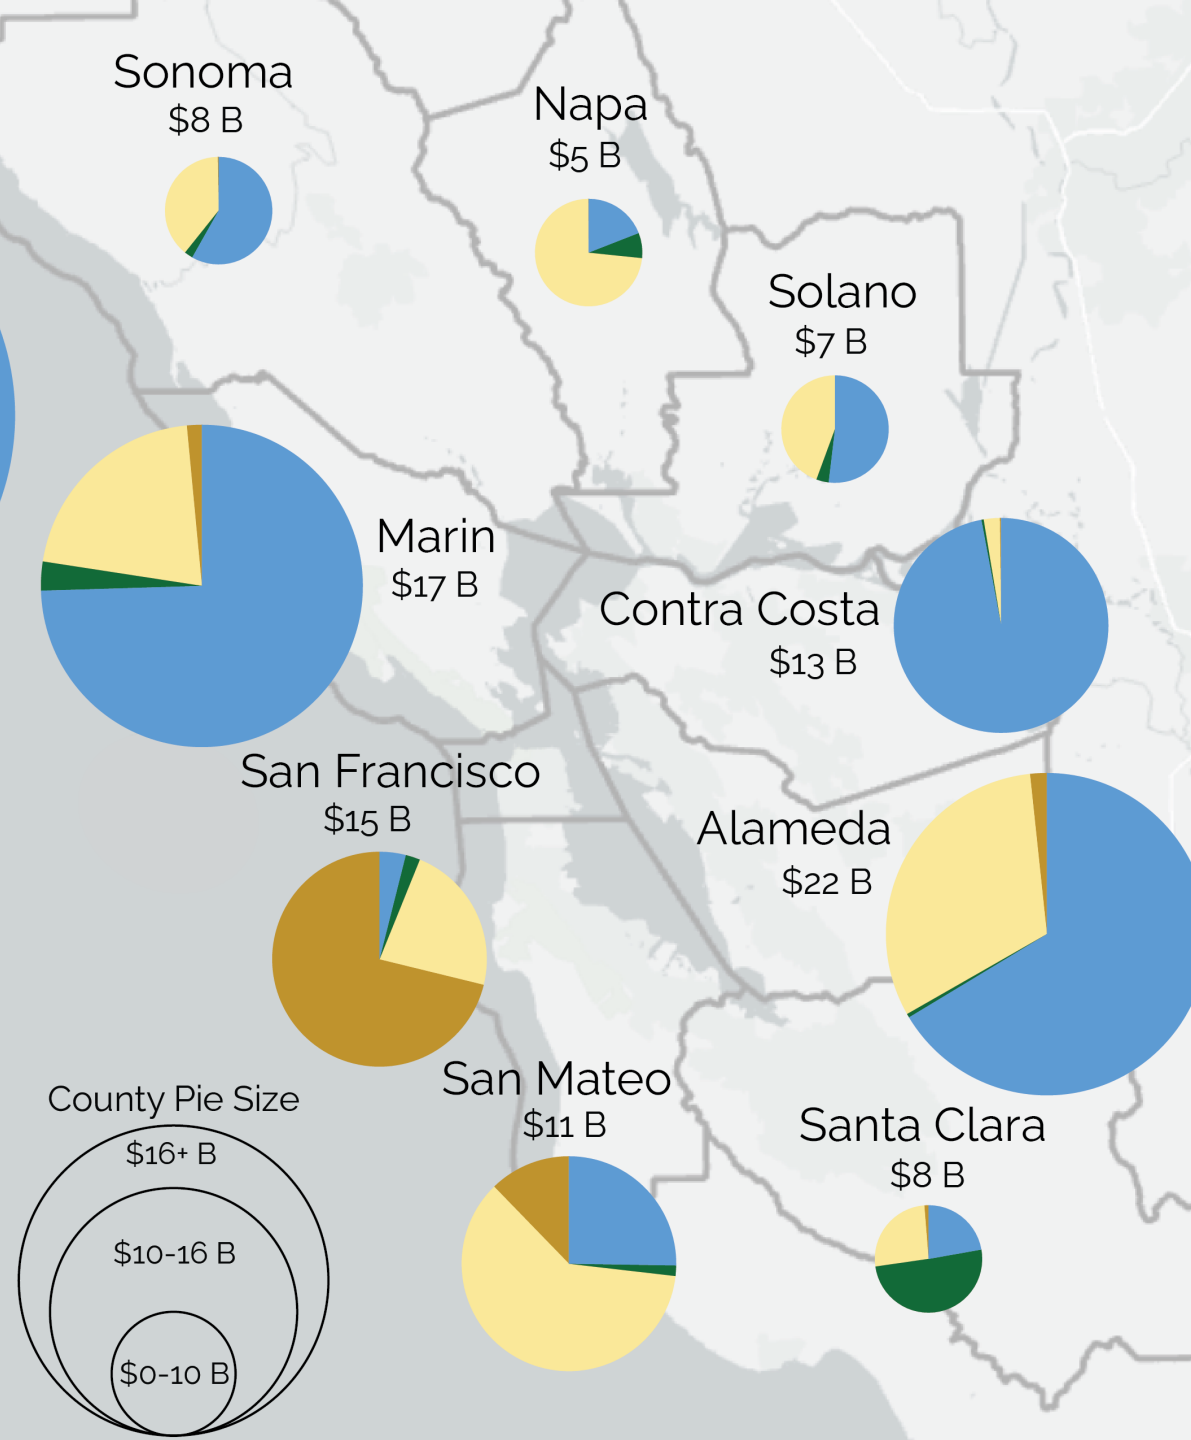 Sonoma
$8 B
Napa
$5 B
Solano
$7 B
Marin
$17 B
Contra Costa
$13 B
San Francisco
$15 B
Alameda
$22 B
San Mateo
$11 B
Santa Clara
$8 B
County Pie Size
$16+ B
$10-16 B
$0-10 B